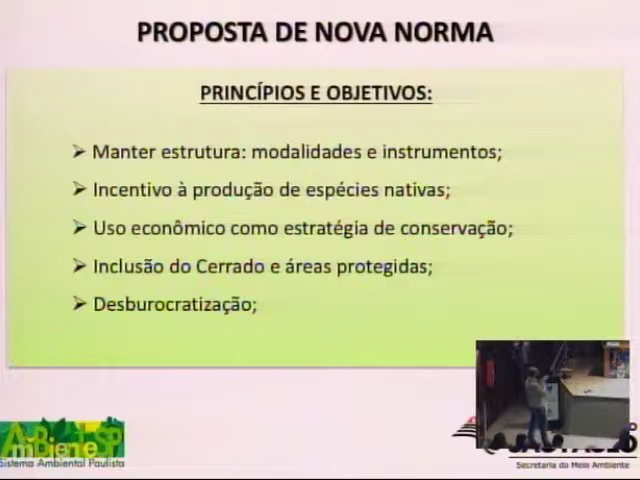 PROPOSTA DE NOVA NORMA
PRINCÍPIOS E OBJETIVOS:
➢ Manter estrutura: modalidades e instrumentos;
➢ Incentivo à produção de espécies nativas;
➢ Uso econômico como estratégia de conservação;
➢ Inclusão do Cerrado e áreas protegidas;
➢ Desburocratização;
AmBienteSP
Sistema Ambiental Paulista
Secretaria do Meio Ambiente